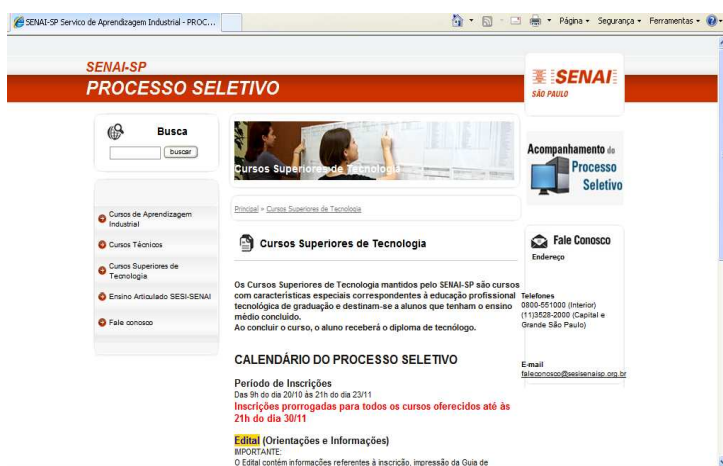 SENAI-SP Servico de Aprendizagem Industrial - PROC...
Página
Segurança
Ferramentas
SENAI-SP
PROCESSO SELETIVO
SENAI
SÃO PAULO
Busca
buscar
Cursos Superiores de Tecnologia
Acompanhamento do
Processo
Seletivo
Cursos de Aprendizagem
Industrial
Cursos Técnicos
Cursos Superiores de
Tecnologia
Ensino Articulado SESI-SENAI
Fale conosco
Principal » Cursos Superiores de Tecnologia
Cursos Superiores de Tecnologia
Os Cursos Superiores de Tecnologia mantidos pelo SENAI-SP são cursos
com características especiais correspondentes à educação profissional
tecnológica de graduação e destinam-se a alunos que tenham o ensino
médio concluído.
Ao concluir o curso, o aluno receberá o diploma de tecnólogo.
CALENDÁRIO DO PROCESSO SELETIVO
Período de Inscrições
Das 9h do dia 20/10 às 21h do dia 23/11
Inscrições prorrogadas para todos os cursos oferecidos até às
21h do dia 30/11
Edital (Orientações e Informações)
IMPORTANTE:
O Edital contém informações referentes à inscrição, impressão da Guia de
Fale Conosco
Endereço
Telefones
0800-551000 (Interior)
(11)3528-2000 (Capital e
Grande São Paulo)
E-mail
faleconosco@sesisenaisp.org.br